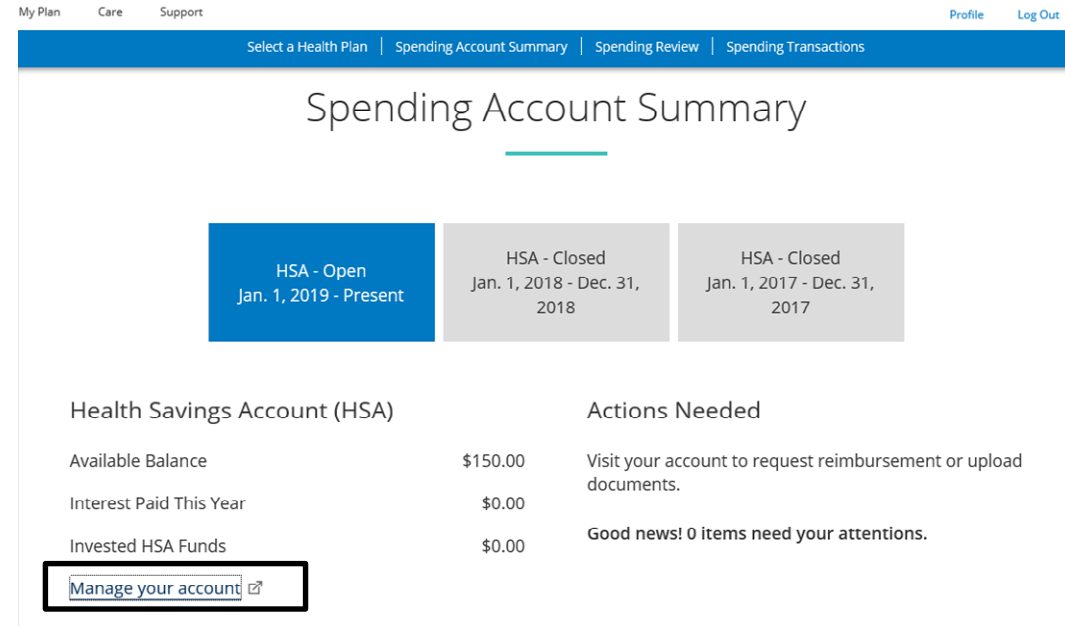 My Plan Care Support Profile Log Out
Select a Health Plan Spending Account Summary Spending Review Spending Transactions
Spending Account Summary
HSA - Open
Jan. 1, 2019 - Present
HSA - Closed
Jan. 1, 2018 - Dec. 31,
2018
HSA - Closed
Jan. 1, 2017 - Dec. 31,
2017
Health Savings Account (HSA)
Available Balance $150.00
Interest Paid This Year $0.00
Invested HSA Funds $0.00
Manage your account
Actions Needed
Visit your account to request reimbursement or upload
documents.
Good news! 0 items need your attentions.